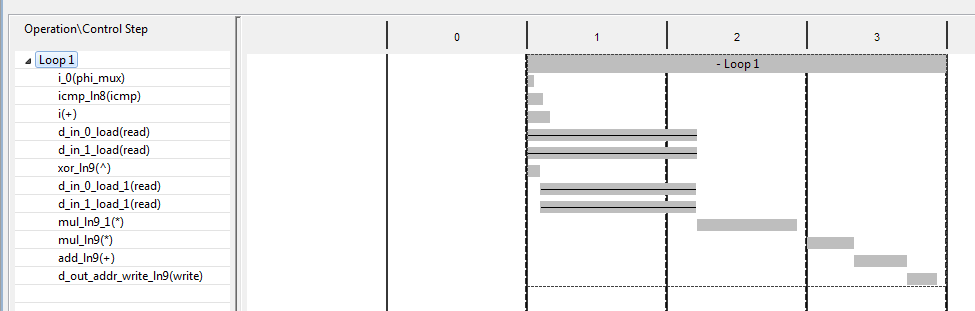 Operation\Control Step
0 1 2 3
Loop 1
- Loop 1
i_0(phi_mux)
icmp_ln8(icmp)
i(+)
d_in_0_load(read)
d_in_1_load(read)
xor_ln9(^)
d_in_0_load_1(read)
d_in_1_load_1(read)
mul_ln9_1(*)
mul_ln9(*)
add_ln9(+)
d_out_addr_write_ln9(write)